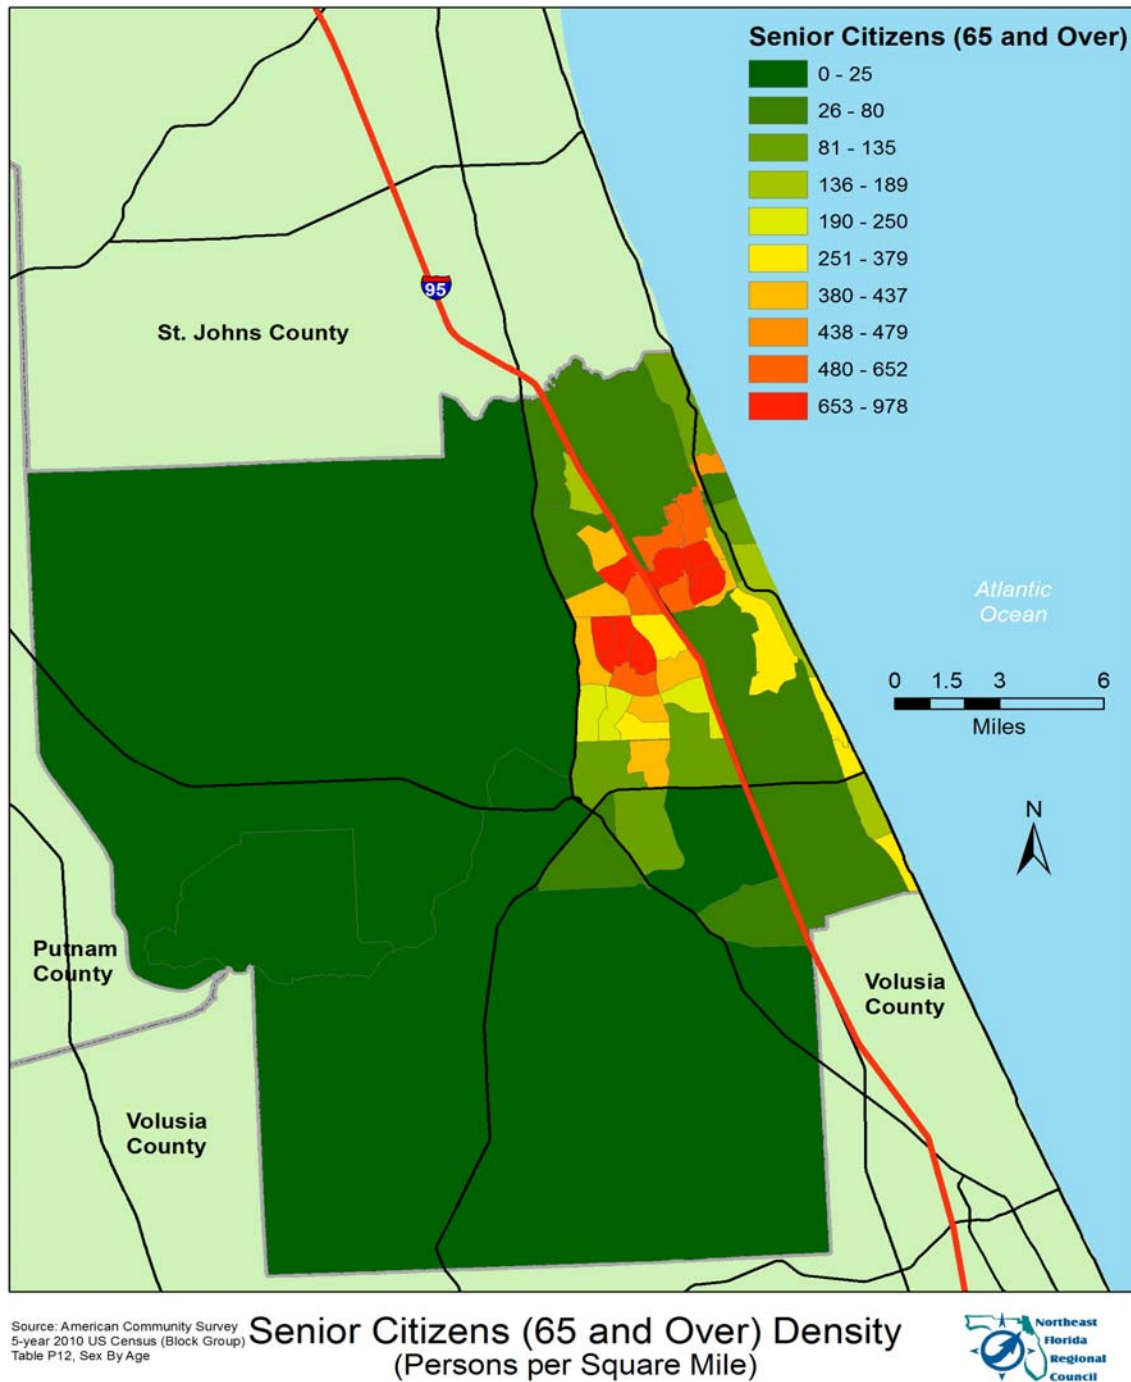 Senior Citizens (65 and Over)
0 - 25
26 - 80
81 - 135
136 - 189
190 - 250
251 - 379
380 - 437
438 - 479
480 - 652
653 - 978
95
St. Johns County
Atlantic
Ocean
0 1.5 3 6
Miles
N
Putnam
County
Volusia
County
Volusia
County
Source: American Community Survey
5-year 2010 US Census (Block Group)
Table P12, Sex By Age
Senior Citizens (65 and Over) Density
(Persons per Square Mile)
Northeast
Florida
Regional
Council